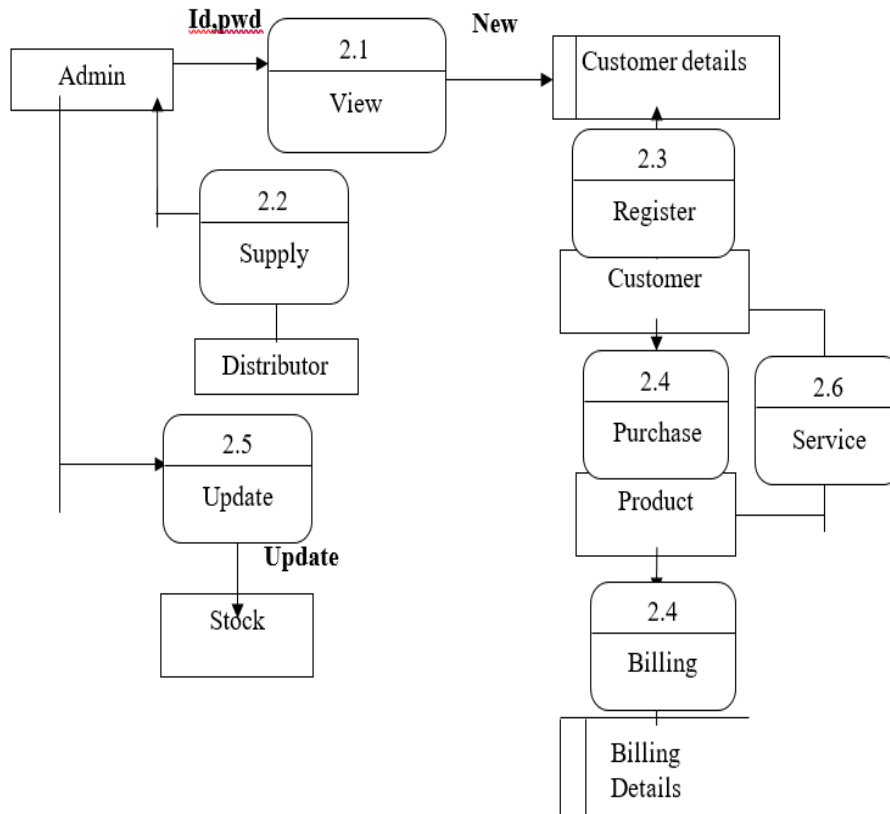 Id,pwd
New
2.1
Customer details
Admin
View
2.3
2.2
Register
Supply
Customer
Distributor
2.4
2.6
2.5
Purchase
Service
Update
Product
Update
Stock
2.4
Billing
Billing
Details